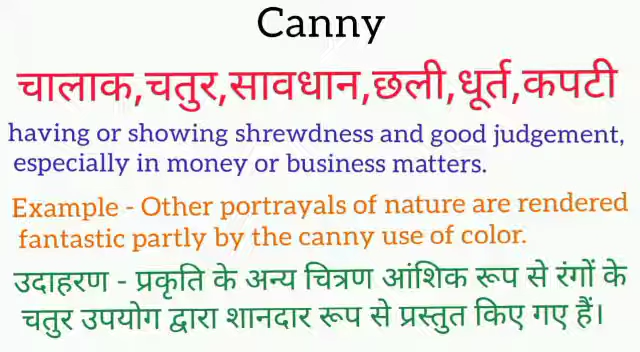 Canny
चालाक,चतुर,सावधान,छली,धूर्त,कपटी
having or showing shrewdness and good judgement,
especially in money or business matters.
Example - Other portrayals of nature are rendered
fantastic partly by the canny use of color.
उदाहरण - प्रकृति के अन्य चित्रण आंशिक रूप से रंगों के
चतुर उपयोग द्वारा शानदार रूप से प्रस्तुत किए गए हैं।